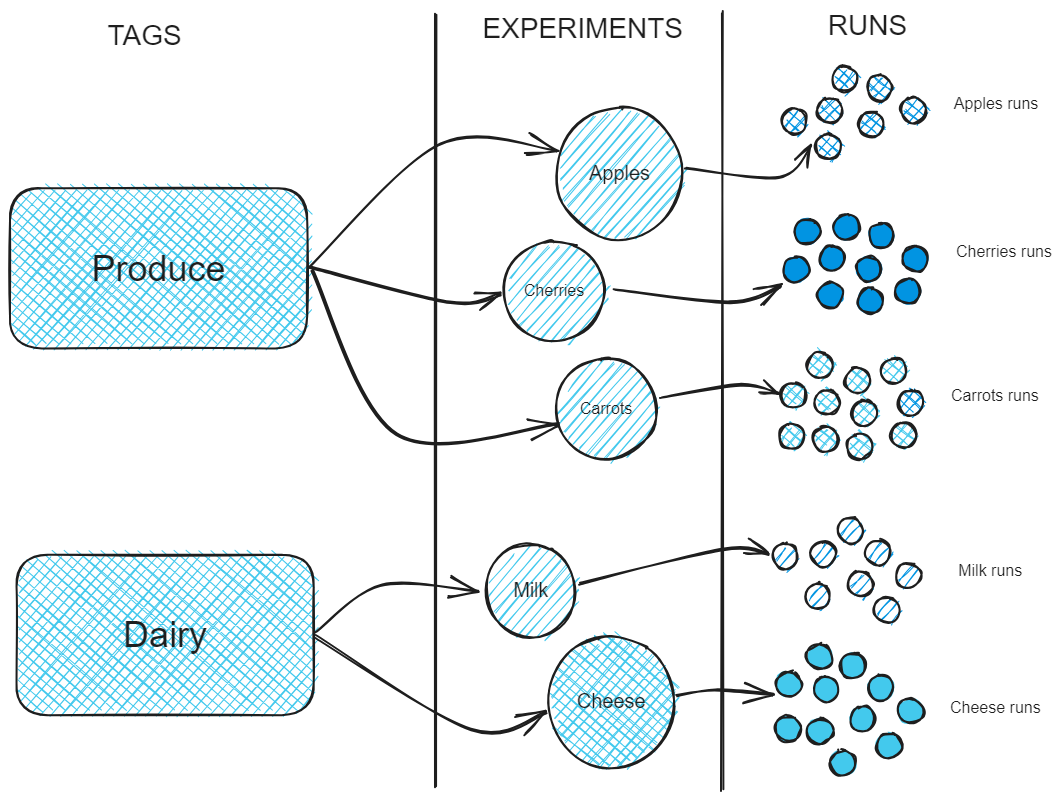 TAGS
EXPERIMENTS
RUNS
Apples runs
Apples
Produce
Cherries runs
Cherries
Carrots runs
Carrots
Milk runs
Milk
Dairy
Cheese
Cheese runs